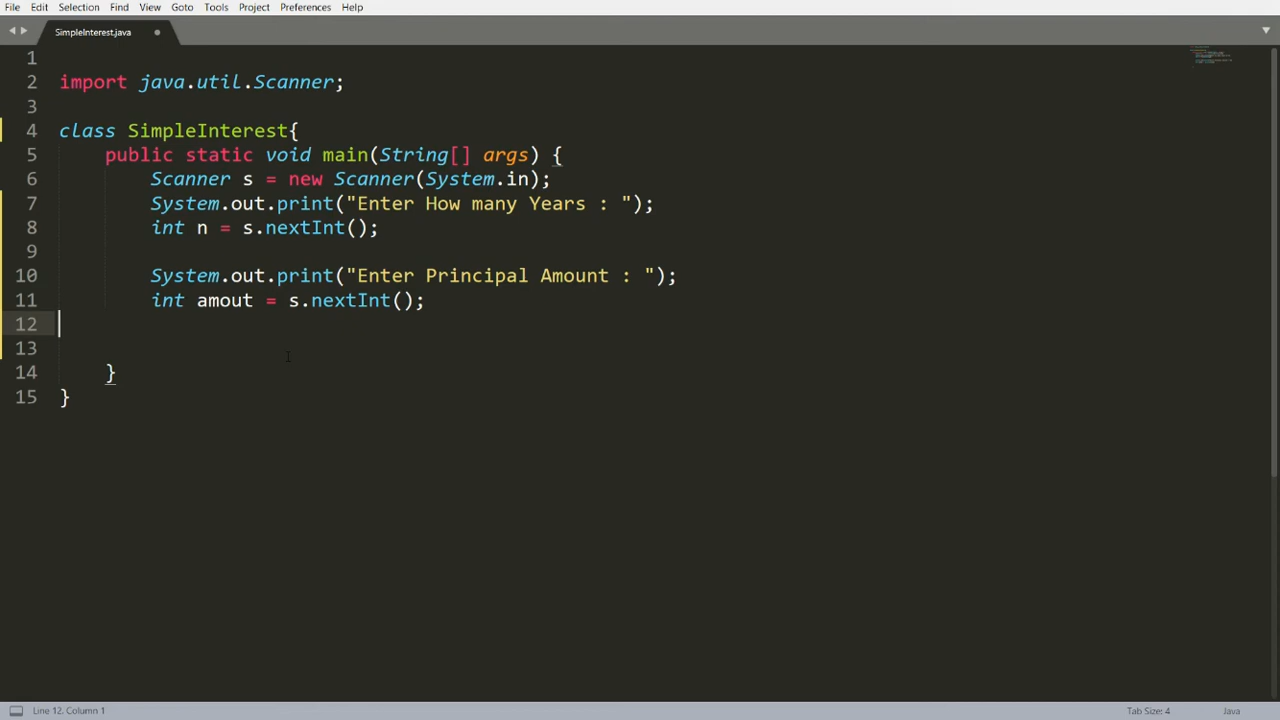 File Edit Selection Find View Goto Tools Project Preferences Help
SimpleInterest.java
1
2 import java.util.Scanner;
3
4 class SimpleInterest{
5 public static void main(String[] args) {
6 Scanner s = new Scanner(System.in);
7 System.out.print("Enter How many Years : ");
8 int n = s.nextInt();
9
10 System.out.print("Enter Principal Amount : ");
11 int amout = s.nextInt();
12
13
14 }
15 }
Line 12, Column 1 Tab Size: 4 Java